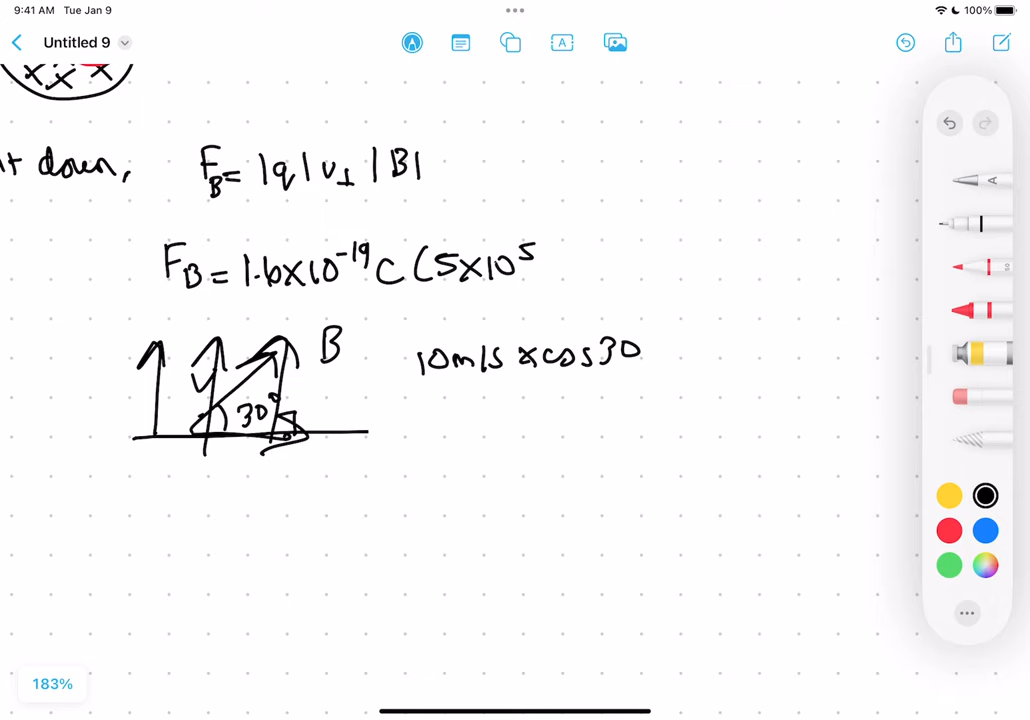 9:41 AM Tue Jan 9
100%
Untitled 9
x x x
t down, F_B = |q| v⊥ |B|
F_B = 1.6x10^-19 C (5x10^5
B
10m/s x cos30
v
30°
183%